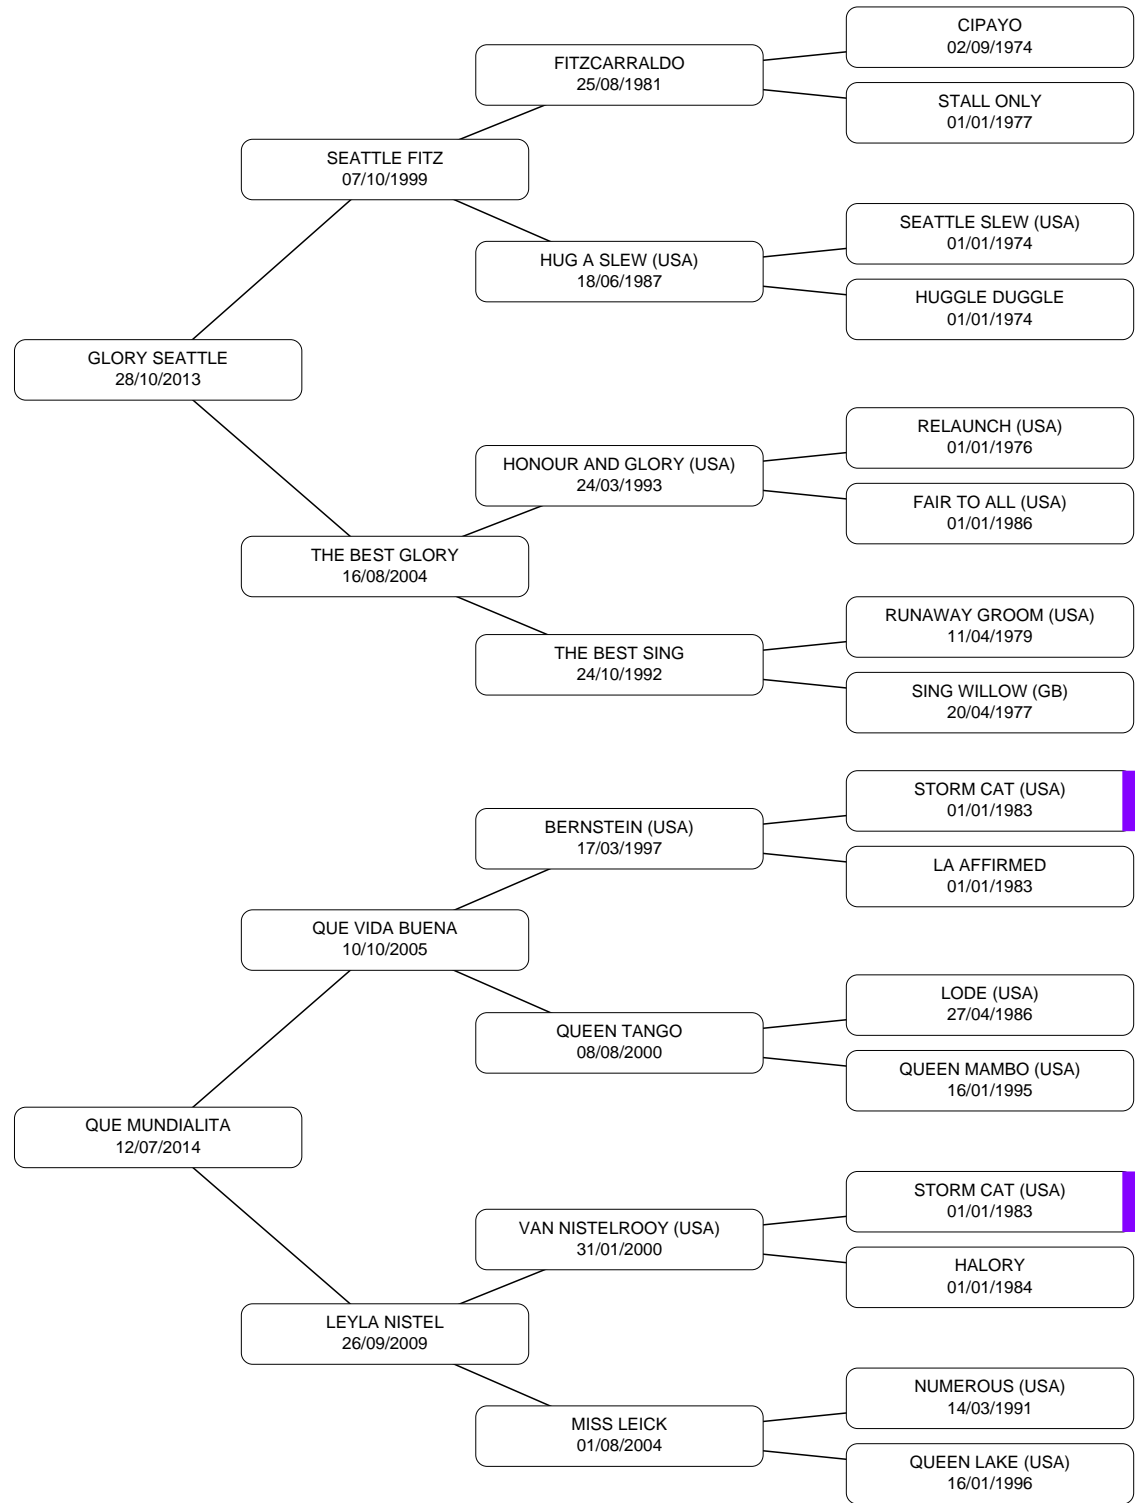 CIPAYO
02/09/1974
FITZCARRALDO
25/08/1981
STALL ONLY
01/01/1977
SEATTLE FITZ
07/10/1999
SEATTLE SLEW (USA)
01/01/1974
HUG A SLEW (USA)
18/06/1987
HUGGLE DUGGLE
01/01/1974
GLORY SEATTLE
28/10/2013
RELAUNCH (USA)
01/01/1976
HONOUR AND GLORY (USA)
24/03/1993
FAIR TO ALL (USA)
01/01/1986
THE BEST GLORY
16/08/2004
RUNAWAY GROOM (USA)
11/04/1979
THE BEST SING
24/10/1992
SING WILLOW (GB)
20/04/1977
STORM CAT (USA)
01/01/1983
BERNSTEIN (USA)
17/03/1997
LA AFFIRMED
01/01/1983
QUE VIDA BUENA
10/10/2005
LODE (USA)
27/04/1986
QUEEN TANGO
08/08/2000
QUEEN MAMBO (USA)
16/01/1995
QUE MUNDIALITA
12/07/2014
STORM CAT (USA)
01/01/1983
VAN NISTELROOY (USA)
31/01/2000
HALORY
01/01/1984
LEYLA NISTEL
26/09/2009
NUMEROUS (USA)
14/03/1991
MISS LEICK
01/08/2004
QUEEN LAKE (USA)
16/01/1996